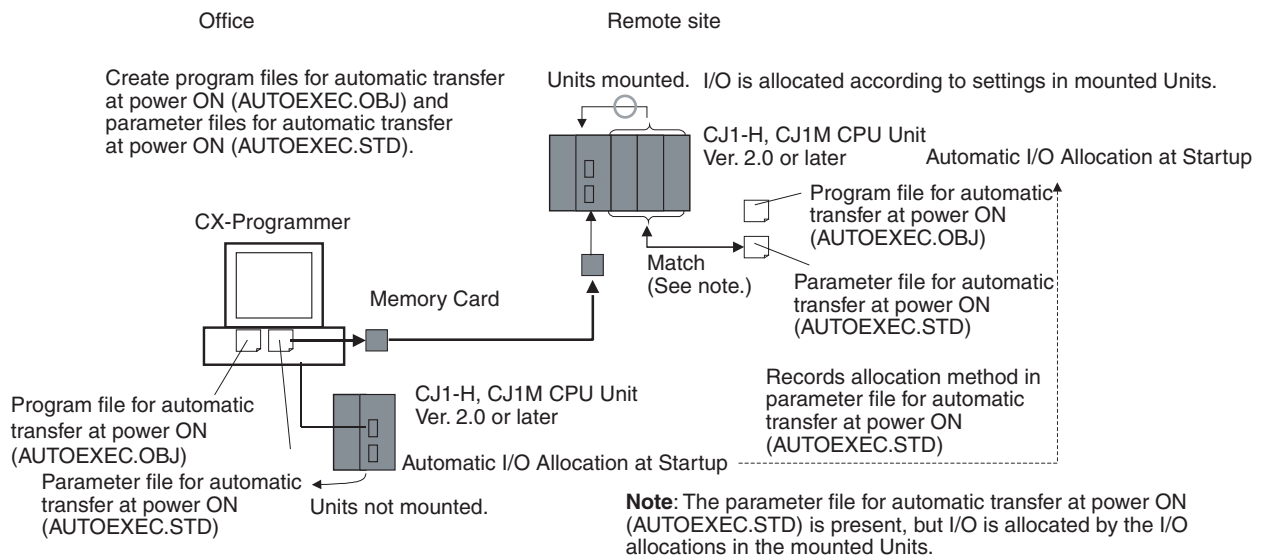 Office
Remote site
Create program files for automatic transfer
at power ON (AUTOEXEC.OBJ) and
parameter files for automatic transfer
at power ON (AUTOEXEC.STD).
Units mounted.
I/O is allocated according to settings in mounted Units.
CJ1-H, CJ1M CPU Unit
Ver. 2.0 or later
Automatic I/O Allocation at Startup
Program file for automatic
transfer at power ON
(AUTOEXEC.OBJ)
CX-Programmer
Match
(See note.)
Parameter file for automatic
transfer at power ON
(AUTOEXEC.STD)
Memory Card
Records allocation method in
parameter file for automatic
transfer at power ON
(AUTOEXEC.STD)
CJ1-H, CJ1M CPU Unit
Ver. 2.0 or later
Program file for automatic
transfer at power ON
(AUTOEXEC.OBJ)
Automatic I/O Allocation at Startup
Parameter file for automatic
transfer at power ON
(AUTOEXEC.STD)
Units not mounted.
Note: The parameter file for automatic transfer at power ON
(AUTOEXEC.STD) is present, but I/O is allocated by the I/O
allocations in the mounted Units.